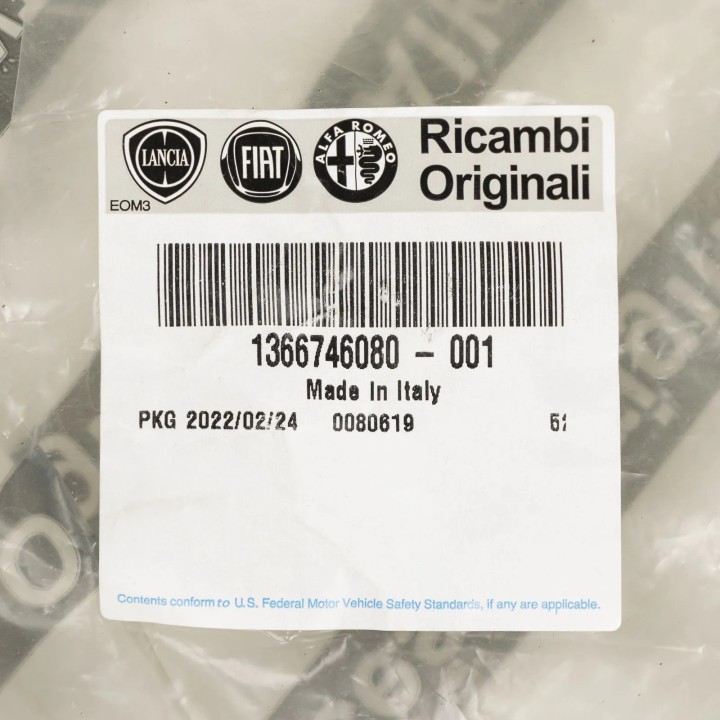 LANCIA
FIAT
ALFA ROMEO
Ricambi
Originali
EOM3
1366746080 - 001
Made In Italy
PKG 2022/02/24 0080619
Contents conform to U.S. Federal Motor Vehicle Safety Standards, if any are applicable.